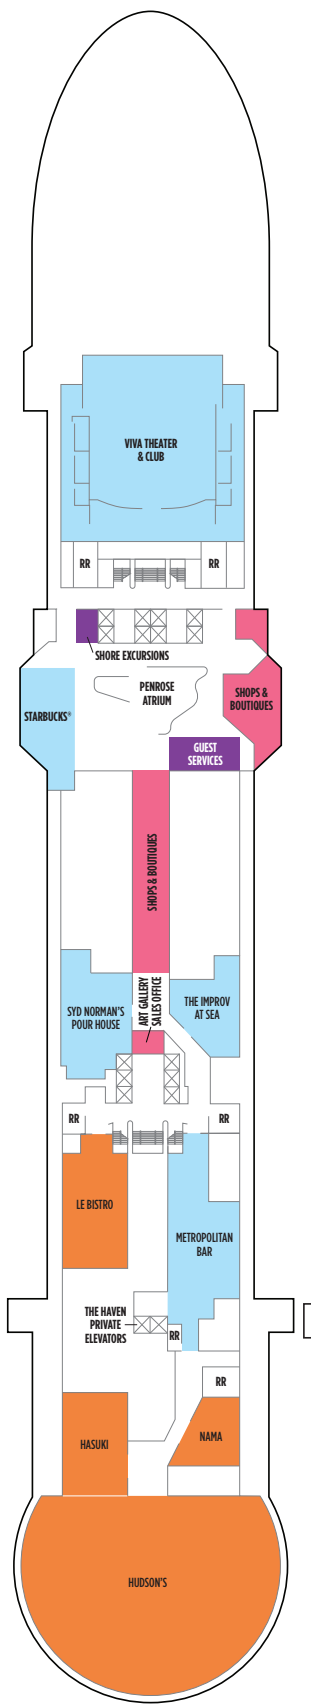 VIVA THEATER
& CLUB
RR
RR
SHORE EXCURSIONS
PENROSE
ATRIUM
STARBUCKS®
SHOPS &
BOUTIQUES
GUEST
SERVICES
SHOPS & BOUTIQUES
ART GALLERY
SALES OFFICE
SYD NORMAN'S
POUR HOUSE
THE IMPROV
AT SEA
RR
RR
LE BISTRO
METROPOLITAN
BAR
THE HAVEN
PRIVATE
ELEVATORS
RR
RR
HASUKI
NAMA
HUDSON'S